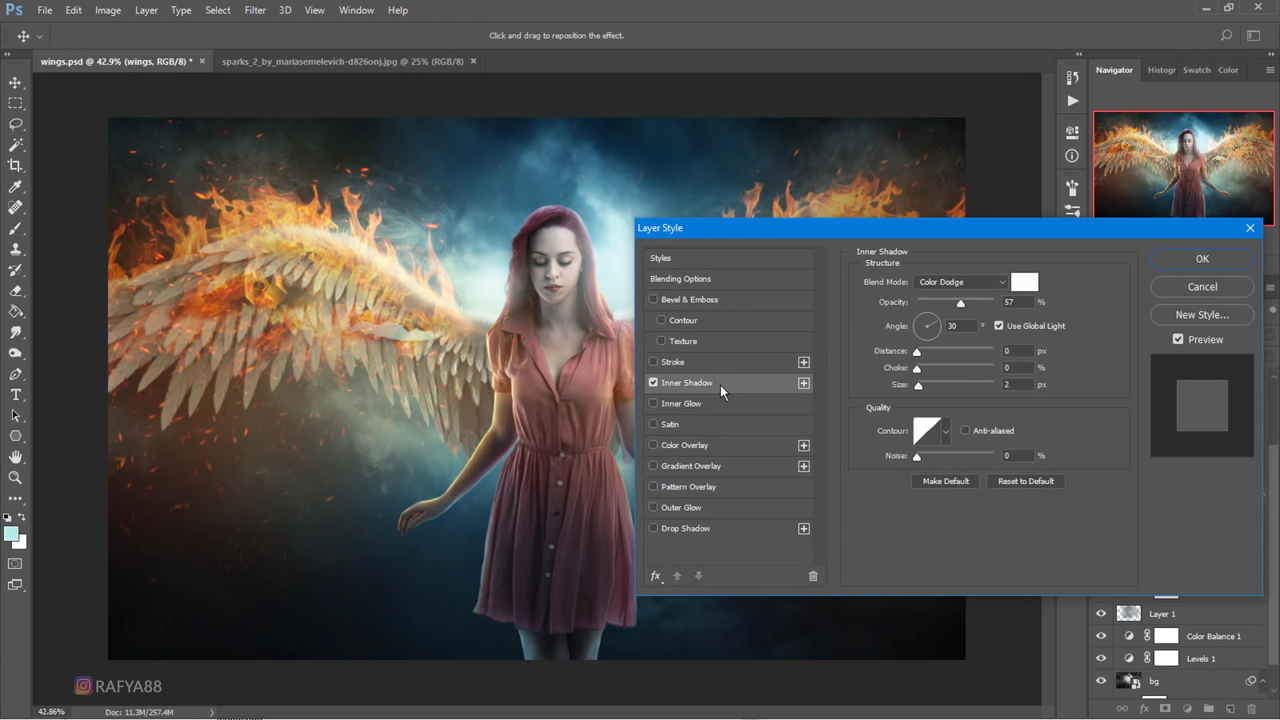 Ps File Edit Image Layer Type Select Filter 3D View Window Help
Click and drag to reposition the effect.
wings.psd @ 42.9% (wings, RGB/8) * × sparks_2_by_mariasemelevich-d826onj.jpg @ 25% (RGB/8) ×
Navigator Histogr Swatch Color
Layer Style
Styles
Blending Options
Bevel & Emboss
Contour
Texture
Stroke
Inner Shadow
Inner Glow
Satin
Color Overlay
Gradient Overlay
Pattern Overlay
Outer Glow
Drop Shadow
fx
Inner Shadow
Structure
Blend Mode: Color Dodge
Opacity: 57 %
Angle: 30 ° Use Global Light
Distance: 0 px
Choke: 0 %
Size: 2 px
Quality
Contour: Anti-aliased
Noise: 0 %
Make Default Reset to Default
OK
Cancel
New Style...
Preview
Layer 1
Color Balance 1
Levels 1
bg
fx
RAFYA88
42.86% Doc: 11.3M/257.4M